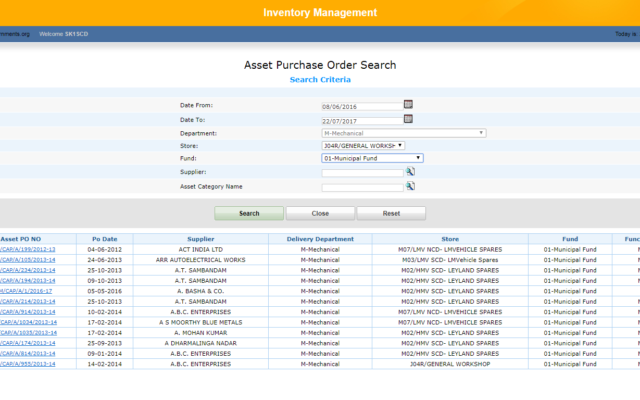 Inventory Management
mments.org Welcome SK1SCD Today is
Asset Purchase Order Search
Search Criteria
Date From: 08/06/2016
Date To: 22/07/2017
Department: M-Mechanical
Store: J04R/GENERAL WORKSH
Fund: 01-Municipal Fund
Supplier:
Asset Category Name
Search Close Reset
Asset PO NO Po Date Supplier Delivery Department Store Fund Func
/CAP/A/199/2012-13 04-06-2012 ACT INDIA LTD M-Mechanical M07/LMV NCD- LMVEHICLE SPARES 01-Municipal Fund
/CAP/A/105/2013-14 24-06-2013 ARR AUTOELECTRICAL WORKS M-Mechanical M03/LMV SCD- LMVehicle Spares 01-Municipal Fund
/CAP/A/234/2013-14 25-10-2013 A.T. SAMBANDAM M-Mechanical M02/HMV SCD- LEYLAND SPARES 01-Municipal Fund
/CAP/A/194/2013-14 09-10-2013 A.T. SAMBANDAM M-Mechanical M02/HMV SCD- LEYLAND SPARES 01-Municipal Fund
/CAP/A/1/2016-17 05-05-2016 A. BASHA & CO. M-Mechanical M02/HMV SCD- LEYLAND SPARES 01-Municipal Fund
/CAP/A/214/2013-14 25-10-2013 A.T. SAMBANDAM M-Mechanical M02/HMV SCD- LEYLAND SPARES 01-Municipal Fund
/CAP/A/914/2013-14 10-02-2014 A.B.C. ENTERPRISES M-Mechanical M07/LMV NCD- LMVEHICLE SPARES 01-Municipal Fund
/CAP/A/1034/2013-14 17-02-2014 A S MOORTHY BLUE METALS M-Mechanical M07/LMV NCD- LMVEHICLE SPARES 01-Municipal Fund
/CAP/A/1035/2013-14 17-02-2014 A. MOHAN KUMAR M-Mechanical M02/HMV SCD- LEYLAND SPARES 01-Municipal Fund
/CAP/A/174/2013-14 25-09-2013 A DHARMALINGA NADAR M-Mechanical M02/HMV SCD- LEYLAND SPARES 01-Municipal Fund
/CAP/A/814/2013-14 09-01-2014 A.B.C. ENTERPRISES M-Mechanical M02/HMV SCD- LEYLAND SPARES 01-Municipal Fund
/CAP/A/955/2013-14 14-02-2014 A.B.C. ENTERPRISES M-Mechanical J04R/GENERAL WORKSHOP 01-Municipal Fund